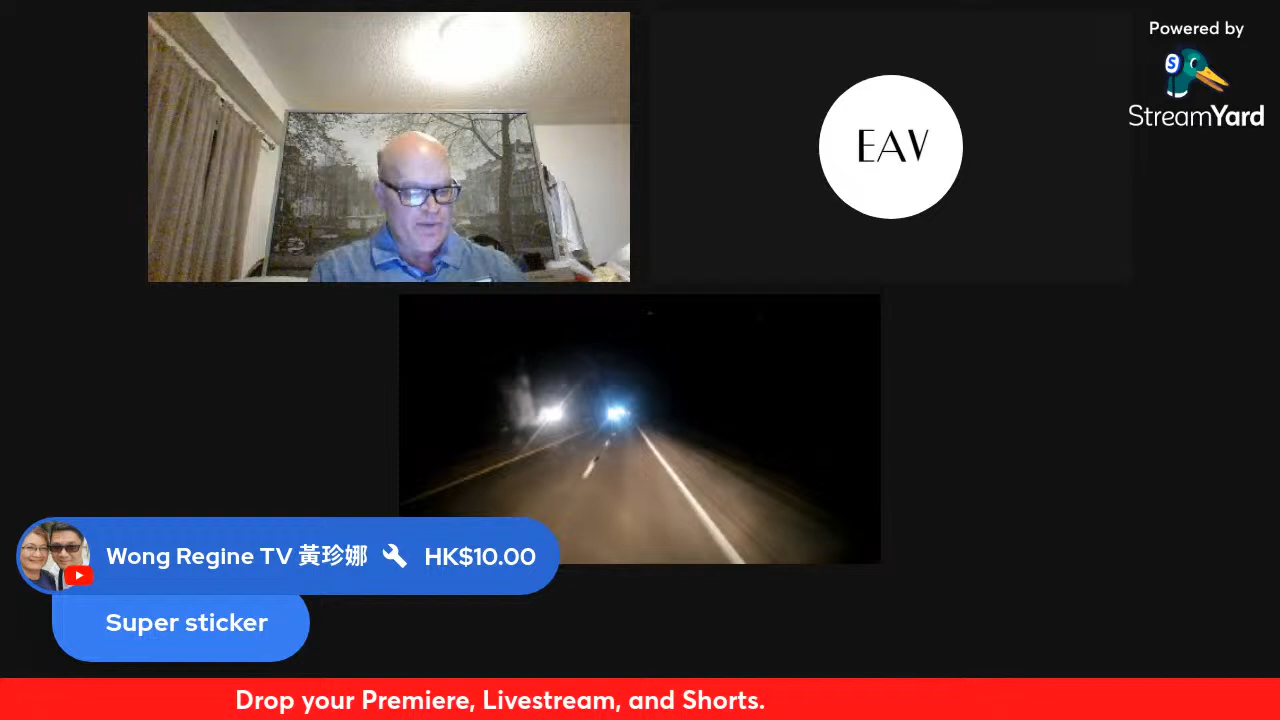 Powered by
S
StreamYard
EAV
Wong Regine TV 黃珍娜 HK$10.00
Super sticker
Drop your Premiere, Livestream, and Shorts.